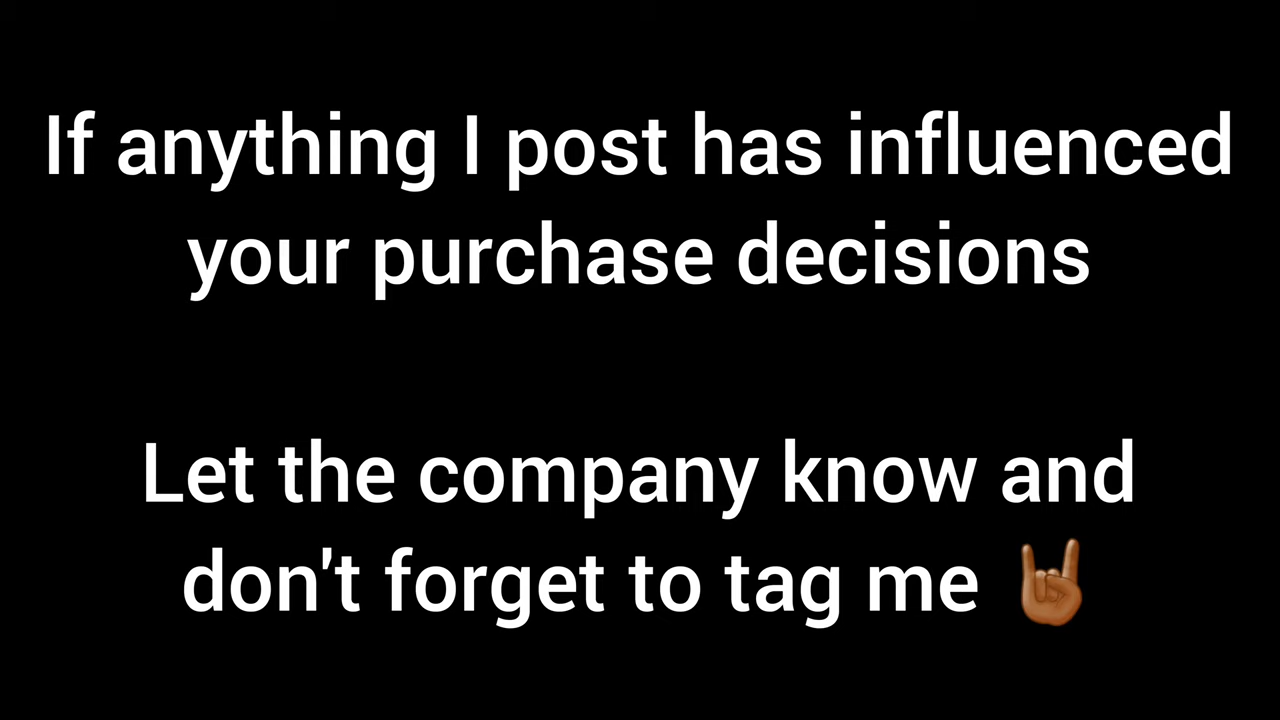 If anything I post has influenced
your purchase decisions
Let the company know and
don't forget to tag me 🤘🏾